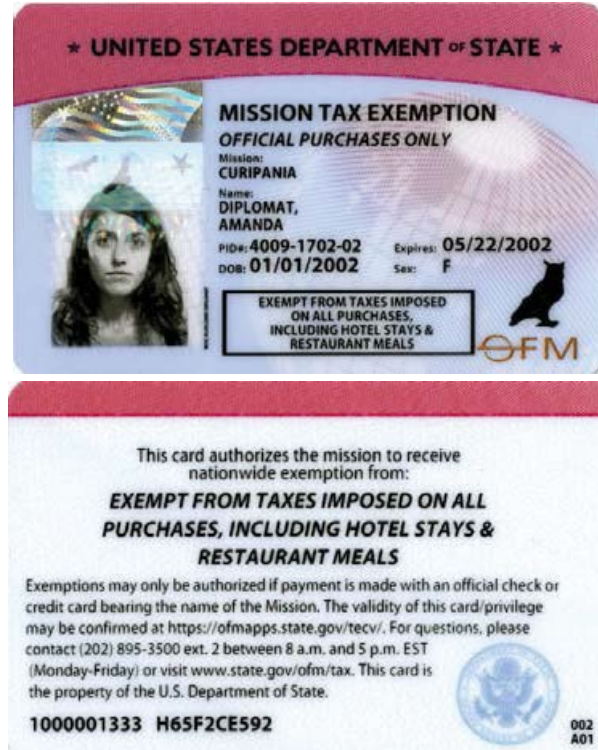 ★ UNITED STATES DEPARTMENT OF STATE ★
MISSION TAX EXEMPTION
OFFICIAL PURCHASES ONLY
Mission:
CURIPANIA
Name:
DIPLOMAT,
AMANDA
PID#: 4009-1702-02 Expires: 05/22/2002
DOB: 01/01/2002 Sex: F
EXEMPT FROM TAXES IMPOSED
ON ALL PURCHASES,
INCLUDING HOTEL STAYS &
RESTAURANT MEALS
OFM
This card authorizes the mission to receive
nationwide exemption from:
EXEMPT FROM TAXES IMPOSED ON ALL
PURCHASES, INCLUDING HOTEL STAYS &
RESTAURANT MEALS
Exemptions may only be authorized if payment is made with an official check or
credit card bearing the name of the Mission. The validity of this card/privilege
may be confirmed at https://ofmapps.state.gov/tecv/. For questions, please
contact (202) 895-3500 ext. 2 between 8 a.m. and 5 p.m. EST
(Monday-Friday) or visit www.state.gov/ofm/tax. This card is
the property of the U.S. Department of State.
1000001333 H65F2CE592
002
A01